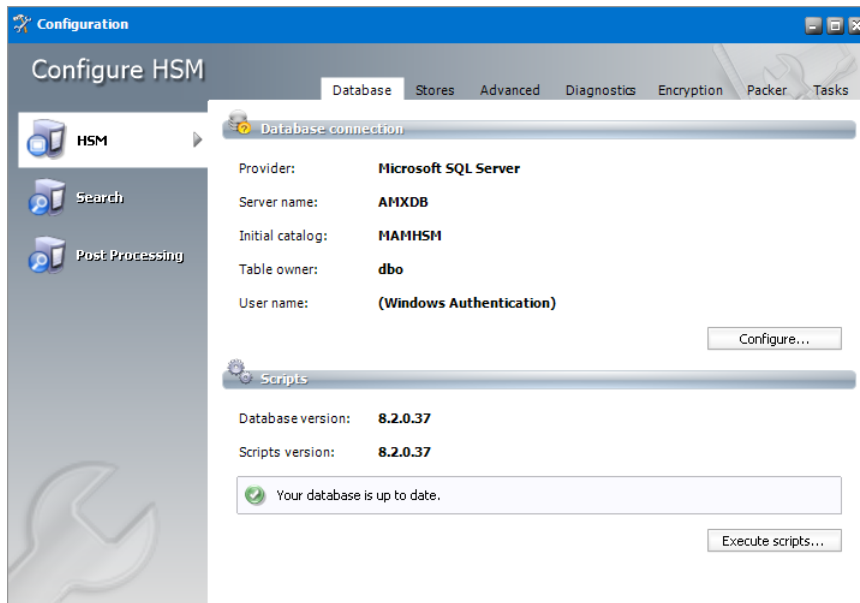 Configuration
Configure HSM
Database Stores Advanced Diagnostics Encryption Packer Tasks
HSM
Search
Post Processing
Database connection
Provider: Microsoft SQL Server
Server name: AMXDB
Initial catalog: MAMHSM
Table owner: dbo
User name: (Windows Authentication)
Configure...
Scripts
Database version: 8.2.0.37
Scripts version: 8.2.0.37
Your database is up to date.
Execute scripts...